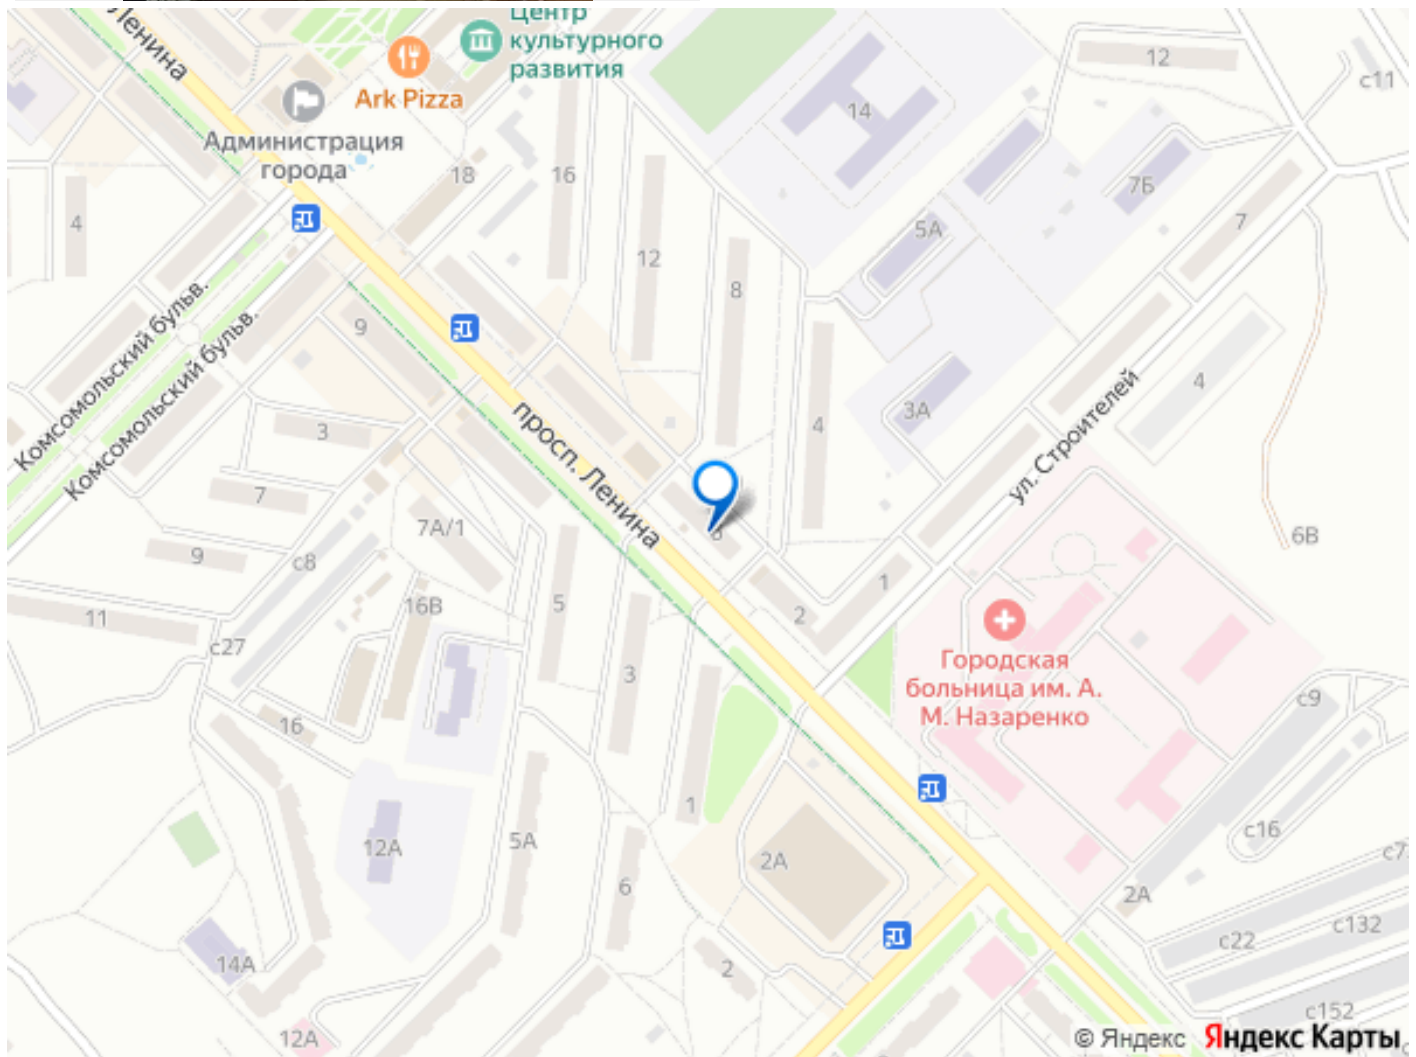 Ленина
Центр
культурного
развития
Ark Pizza
Администрация
города
12
с11
14
18
16
7Б
4
5А
7
12
8
Комсомольский бульв.
Комсомольский бульв.
9
3
просп. Ленина
4
3А
4
ул. Строителей
7
7А/1
6В
9
с8
5
1
2
16В
11
с27
3
Городская
больница им. А.
М. Назаренко
с9
16
1
12А
5А
2А
с16
6
2А
с22
с132
14А
2
12А
с152
© Яндекс Яндекс Карты